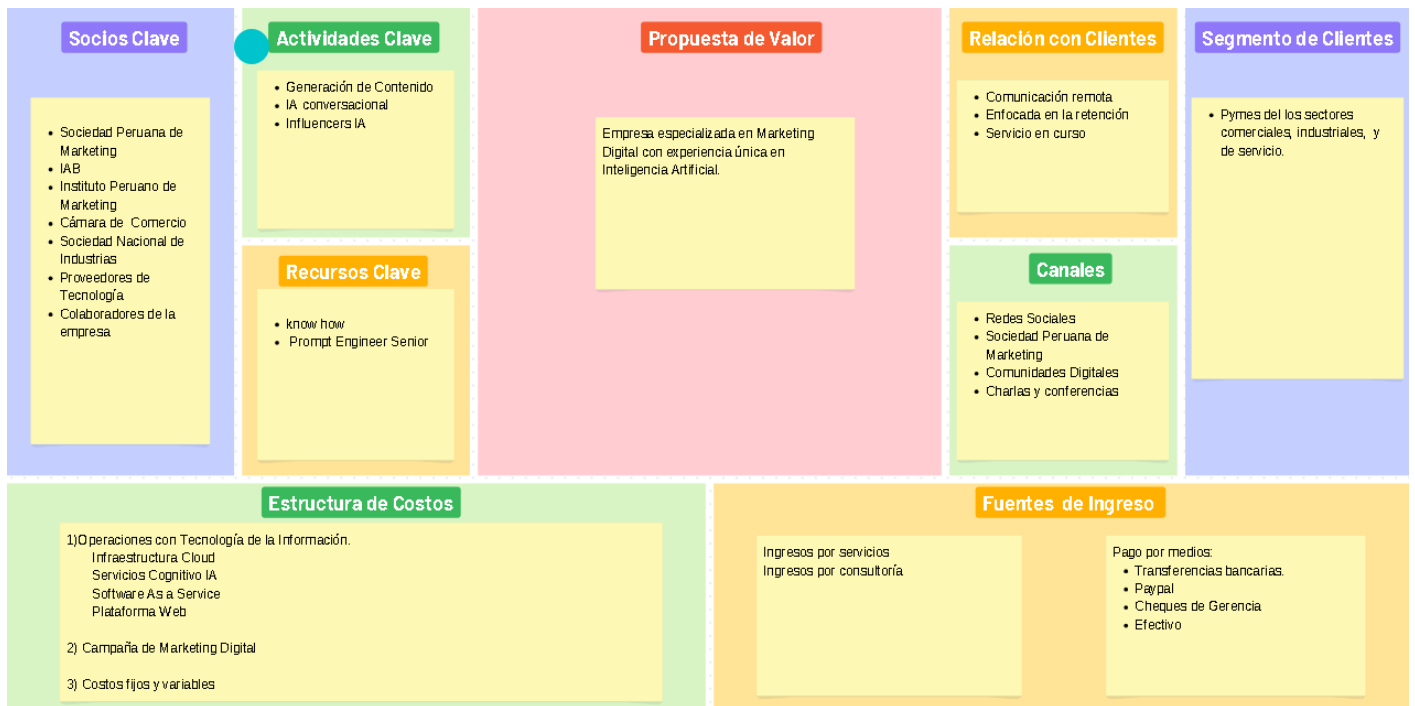 Socios Clave
Sociedad Peruana de
Marketing
IAB
Instituto Peruano de
Marketing
Cámara de Comercio
Sociedad Nacional de
Industrias
Proveedores de
Tecnología
Colaboradores de la
empresa
Actividades Clave
Generación de Contenido
IA conversacional
Influencers IA
Recursos Clave
know how
Prompt Engineer Senior
Propuesta de Valor
Empresa especializada en Marketing
Digital con experiencia única en
Inteligencia Artificial.
Relación con Clientes
Comunicación remota
Enfocada en la retención
Servicio en curso
Canales
Redes Sociales
Sociedad Peruana de
Marketing
Comunidades Digitales
Charlas y conferencias
Segmento de Clientes
Pymes del los sectores
comerciales, industriales, y
de servicio.
Estructura de Costos
1)Operaciones con Tecnología de la Información.
Infraestructura Cloud
Servicios Cognitivo IA
Software As a Service
Plataforma Web
2) Campaña de Marketing Digital
3) Costos fijos y variables
Fuentes de Ingreso
Ingresos por servicios
Ingresos por consultoría
Pago por medios:
Transferencias bancarias.
Paypal
Cheques de Gerencia
Efectivo